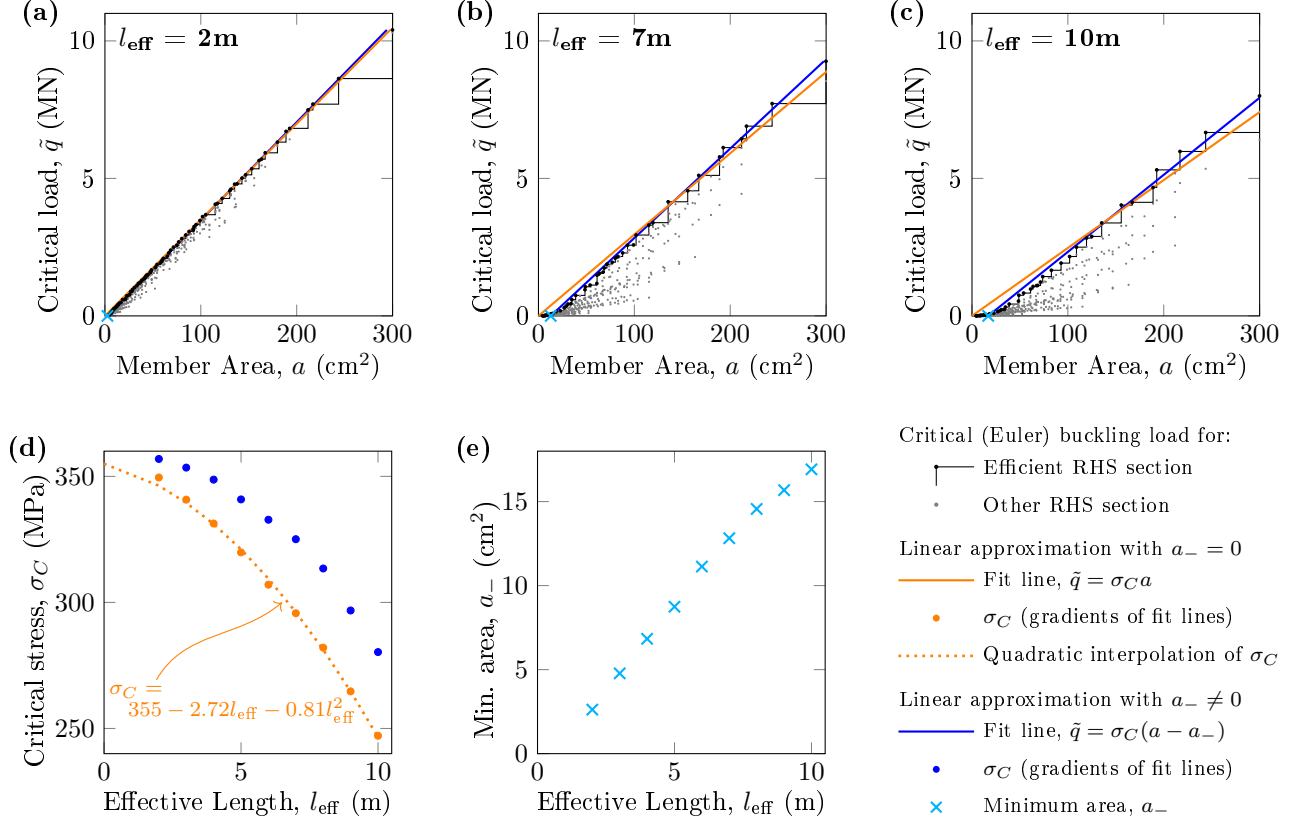 (a)
l_eff = 2m
10
5
0
0
100
200
300
Critical load, q̃ (MN)
Member Area, a (cm²)
(b)
l_eff = 7m
10
5
0
0
100
200
300
Critical load, q̃ (MN)
Member Area, a (cm²)
(c)
l_eff = 10m
10
5
0
0
100
200
300
Critical load, q̃ (MN)
Member Area, a (cm²)
(d)
350
300
250
0
5
10
Critical stress, σ_C (MPa)
σ_C =
355 − 2.72l_eff − 0.81l²_eff
Effective Length, l_eff (m)
(e)
15
10
5
0
0
5
10
Min. area, a₋ (cm²)
Effective Length, l_eff (m)
Critical (Euler) buckling load for:
Efficient RHS section
Other RHS section
Linear approximation with a₋ = 0
Fit line, q̃ = σ_C a
σ_C (gradients of fit lines)
Quadratic interpolation of σ_C
Linear approximation with a₋ ≠ 0
Fit line, q̃ = σ_C(a − a₋)
σ_C (gradients of fit lines)
Minimum area, a₋